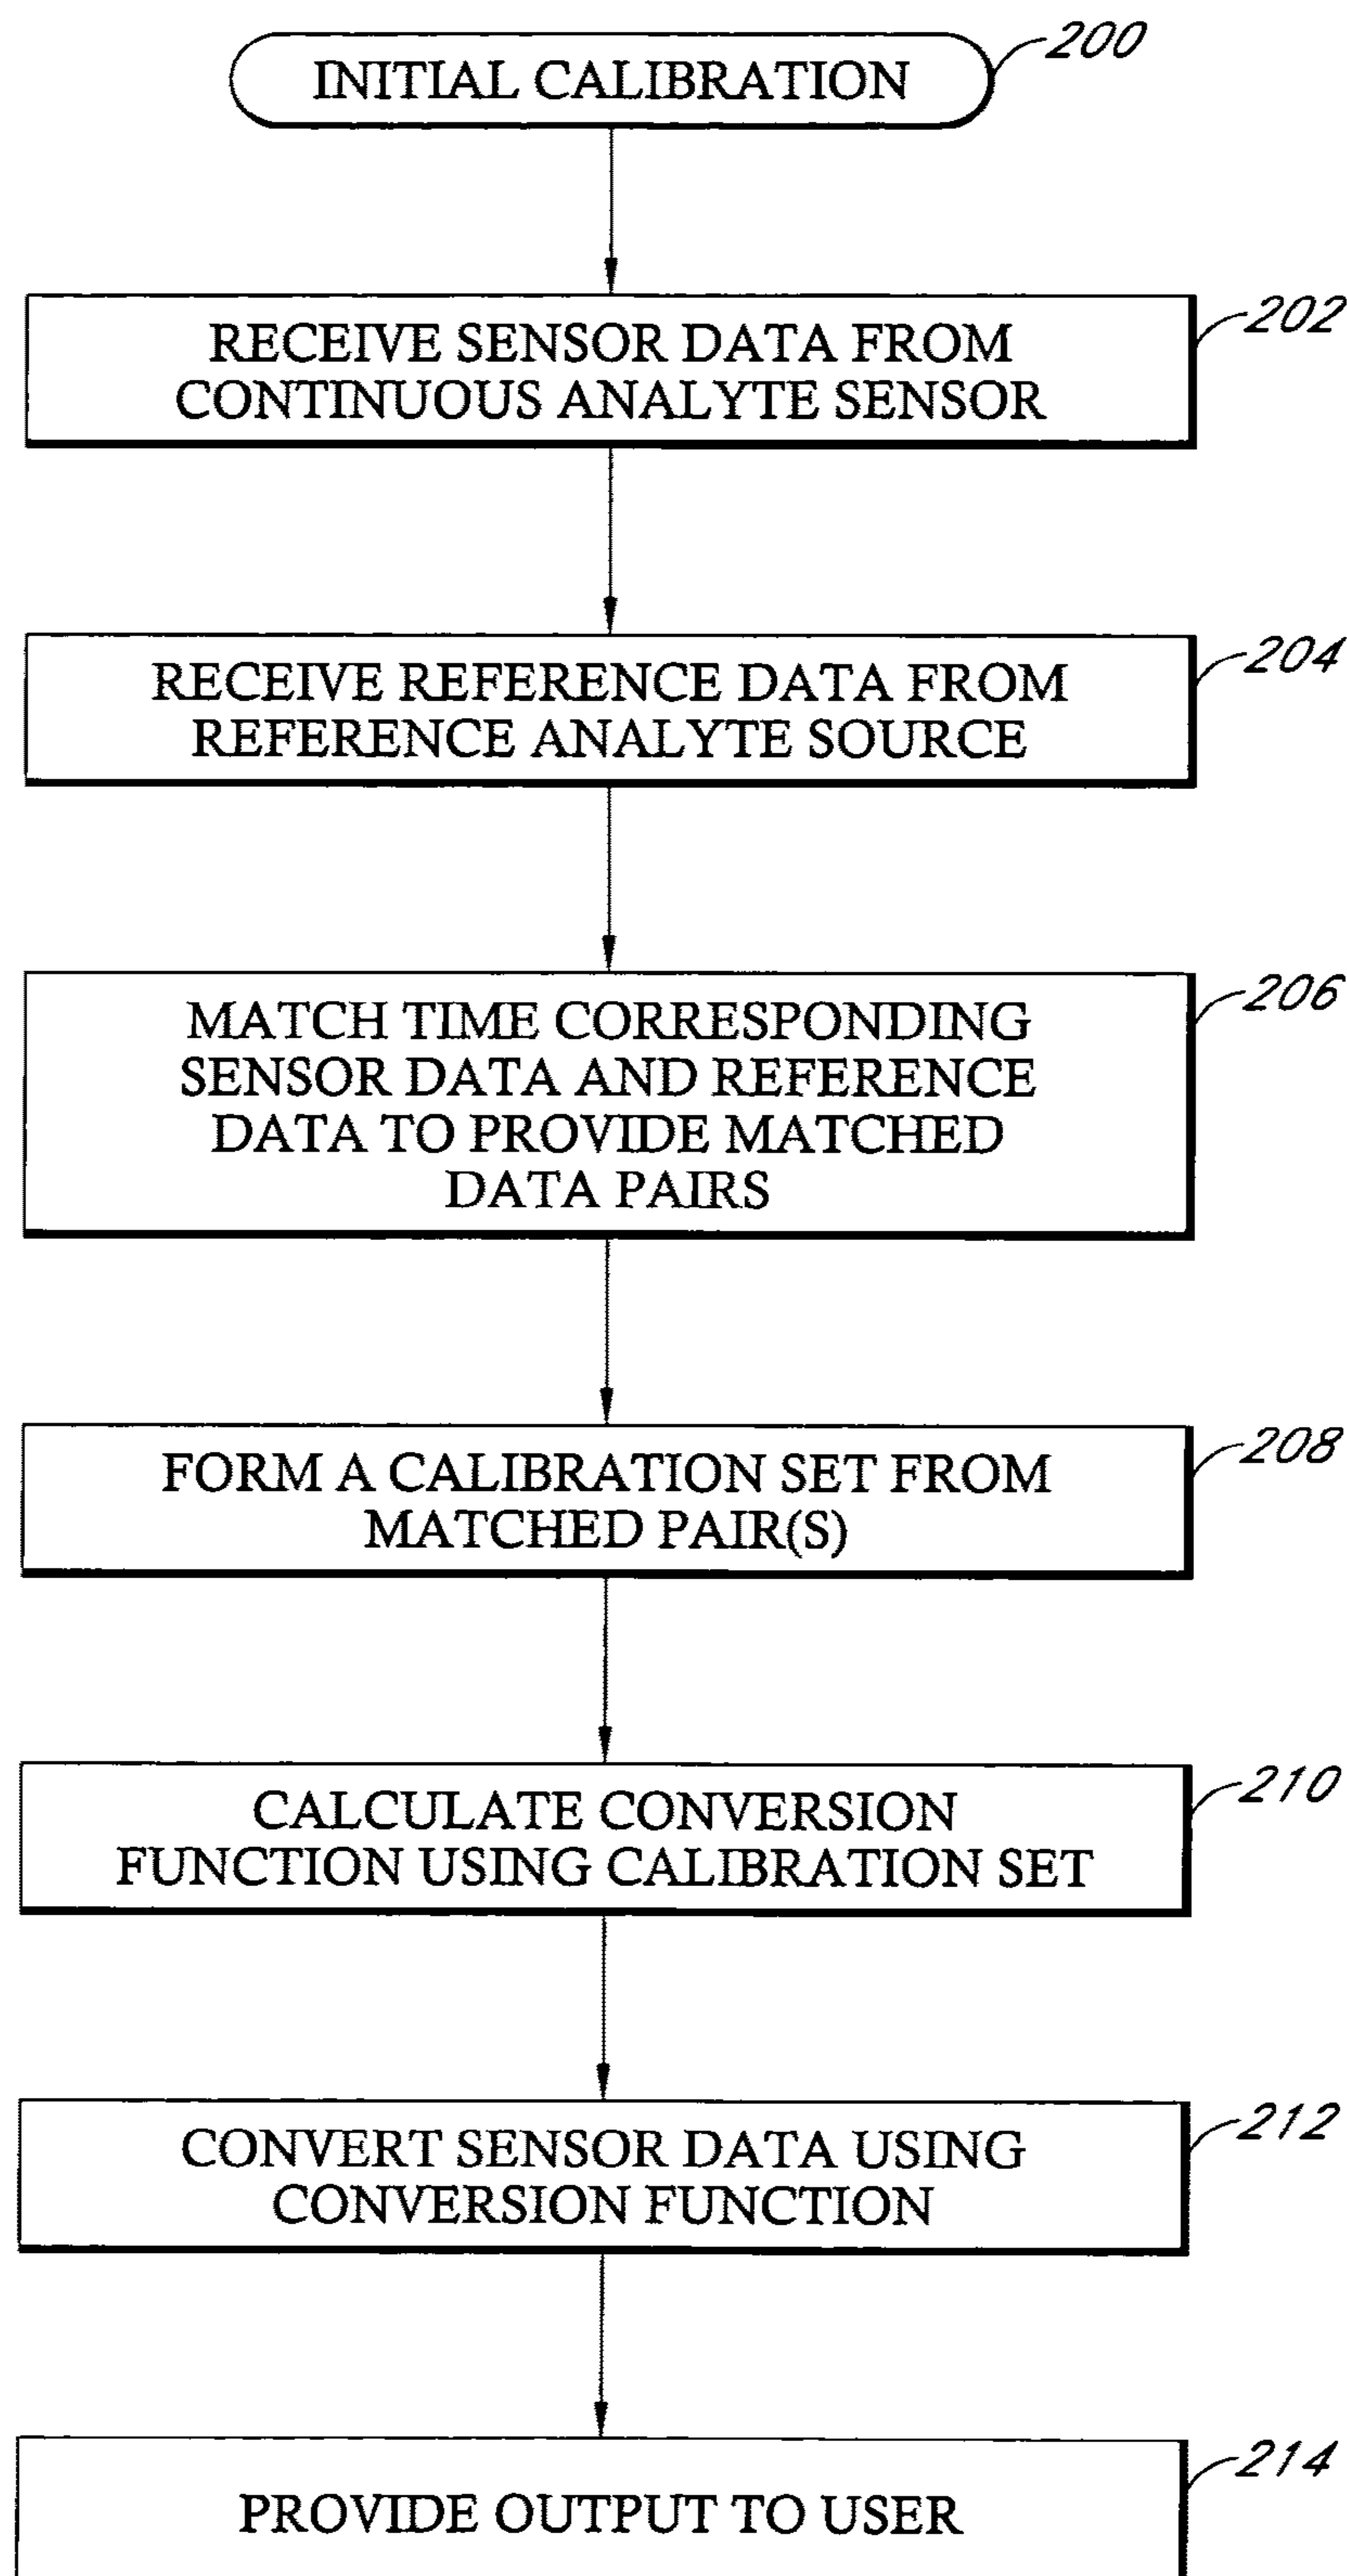 INITIAL CALIBRATION
200
RECEIVE SENSOR DATA FROM
CONTINUOUS ANALYTE SENSOR
202
RECEIVE REFERENCE DATA FROM
REFERENCE ANALYTE SOURCE
204
MATCH TIME CORRESPONDING
SENSOR DATA AND REFERENCE
DATA TO PROVIDE MATCHED
DATA PAIRS
206
FORM A CALIBRATION SET FROM
MATCHED PAIR(S)
208
CALCULATE CONVERSION
FUNCTION USING CALIBRATION SET
210
CONVERT SENSOR DATA USING
CONVERSION FUNCTION
212
PROVIDE OUTPUT TO USER
214